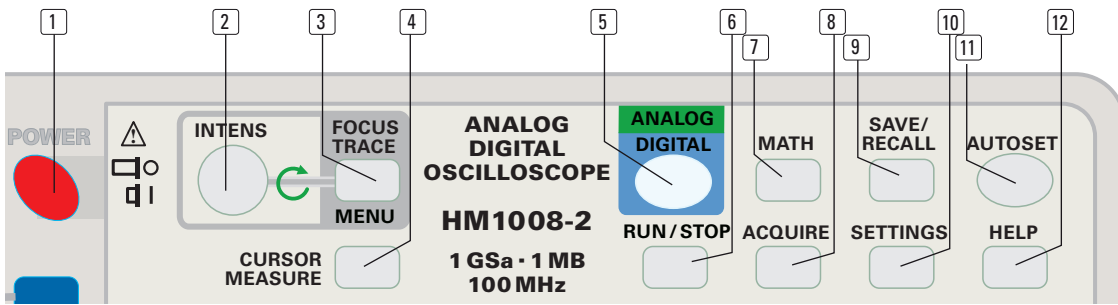 1
2
3
4
5
6
7
8
9
10
11
12
POWER
INTENS
FOCUS
TRACE
MENU
CURSOR
MEASURE
ANALOG
DIGITAL
OSCILLOSCOPE
HM1008-2
1 GSa · 1 MB
100 MHz
ANALOG
DIGITAL
RUN / STOP
MATH
ACQUIRE
SAVE/
RECALL
SETTINGS
AUTOSET
HELP